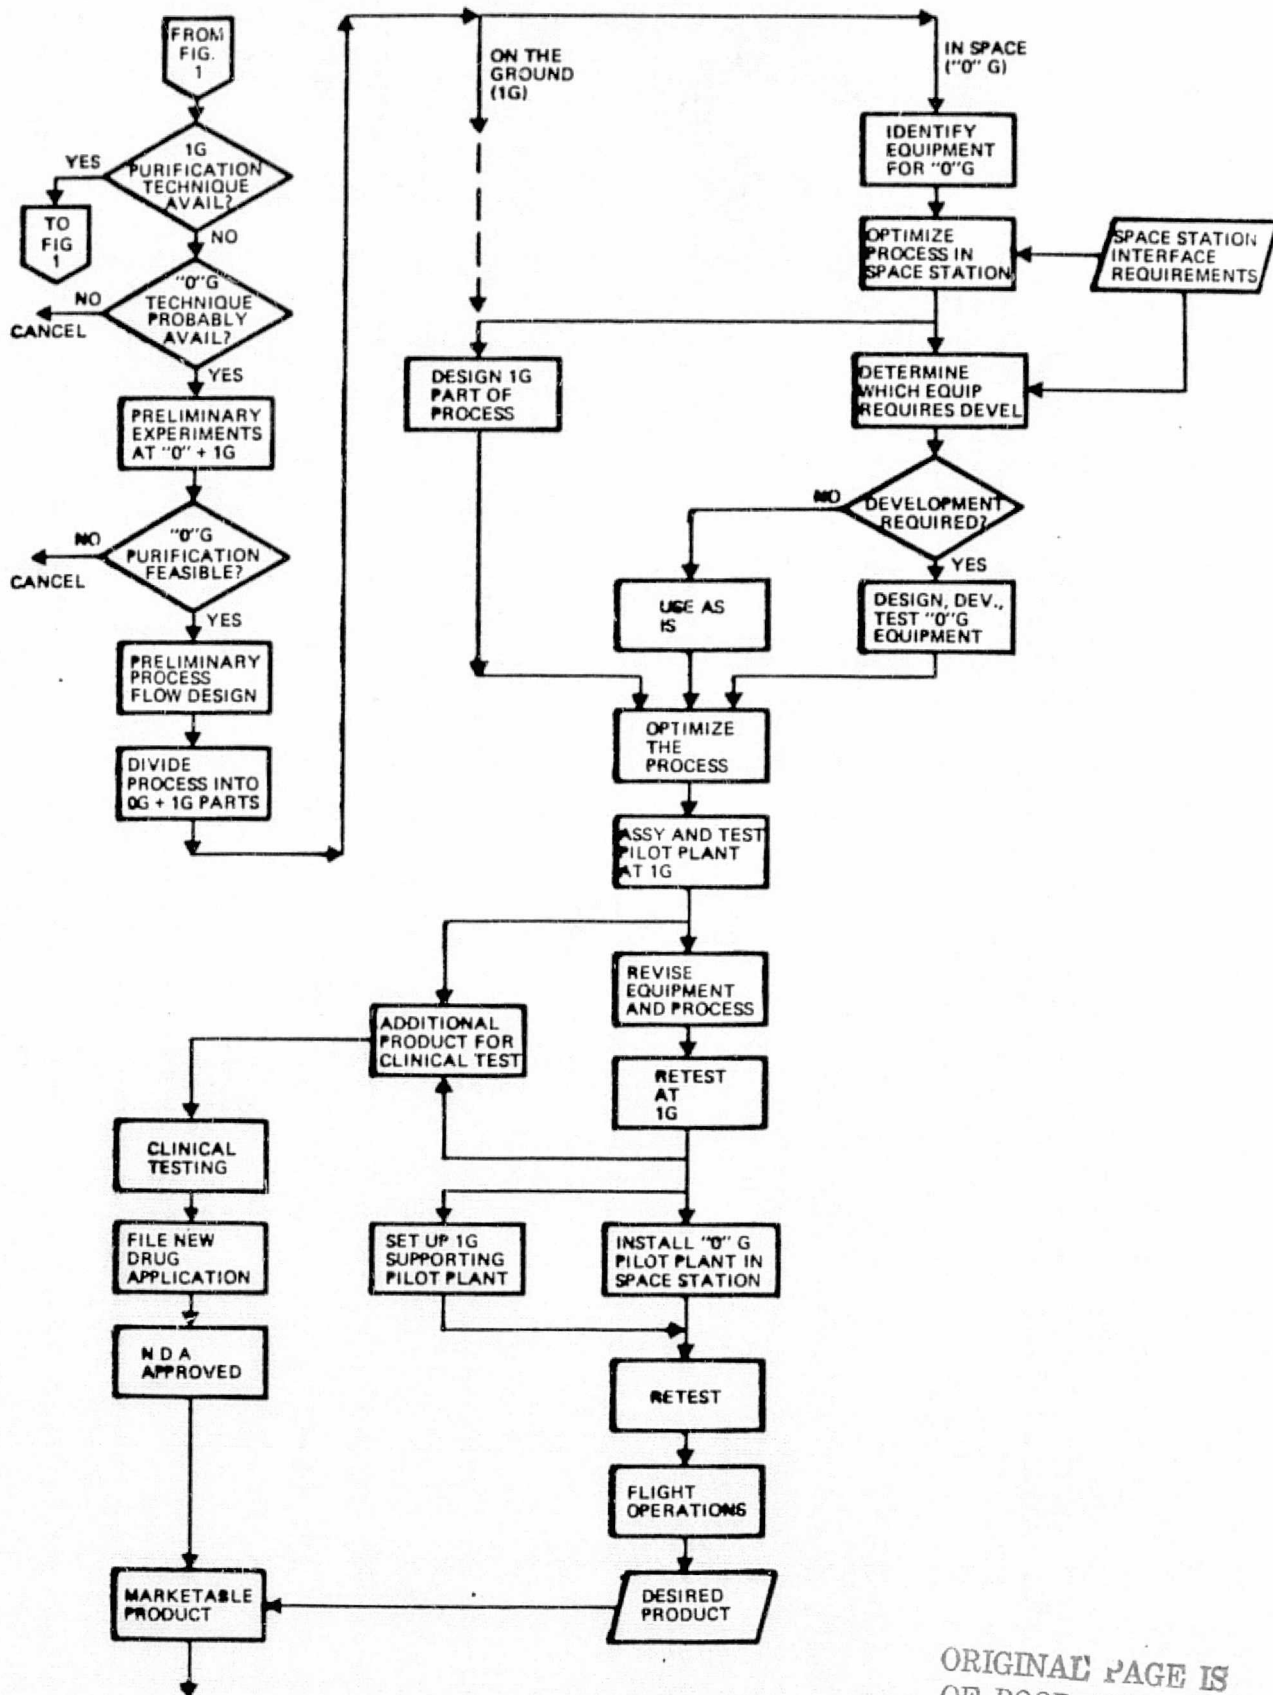 FROM
FIG.
1
1G
PURIFICATION
TECHNIQUE
AVAIL?
YES
TO
FIG
1
NO
"0"G
TECHNIQUE
PROBABLY
AVAIL?
NO
CANCEL
YES
PRELIMINARY
EXPERIMENTS
AT "0" + 1G
"0"G
PURIFICATION
FEASIBLE?
NO
CANCEL
YES
PRELIMINARY
PROCESS
FLOW DESIGN
DIVIDE
PROCESS INTO
0G + 1G PARTS
ON THE
GROUND
(1G)
IN SPACE
("0" G)
IDENTIFY
EQUIPMENT
FOR "0"G
OPTIMIZE
PROCESS IN
SPACE STATION
SPACE STATION
INTERFACE
REQUIREMENTS
DESIGN 1G
PART OF
PROCESS
DETERMINE
WHICH EQUIP
REQUIRES DEVEL
DEVELOPMENT
REQUIRED?
NO
YES
USE AS
IS
DESIGN, DEV.,
TEST "0"G
EQUIPMENT
OPTIMIZE
THE
PROCESS
ASSY AND TEST
PILOT PLANT
AT 1G
REVISE
EQUIPMENT
AND PROCESS
ADDITIONAL
PRODUCT FOR
CLINICAL TEST
RETEST
AT
1G
CLINICAL
TESTING
FILE NEW
DRUG
APPLICATION
SET UP 1G
SUPPORTING
PILOT PLANT
INSTALL "0" G
PILOT PLANT IN
SPACE STATION
N D A
APPROVED
RETEST
FLIGHT
OPERATIONS
MARKETABLE
PRODUCT
DESIRED
PRODUCT
ORIGINAL PAGE IS
OF